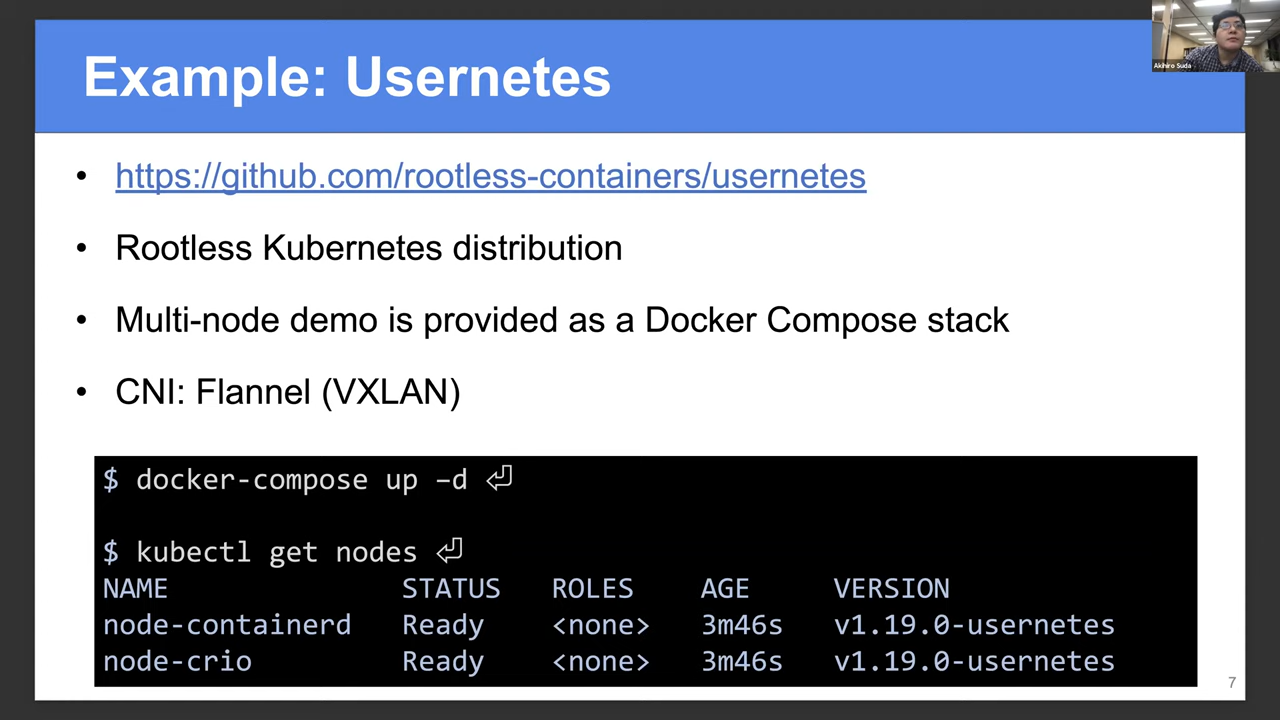 Example: Usernetes
Akihiro Suda
• https://github.com/rootless-containers/usernetes
• Rootless Kubernetes distribution
• Multi-node demo is provided as a Docker Compose stack
• CNI: Flannel (VXLAN)
$ docker-compose up –d ⏎
$ kubectl get nodes ⏎
NAME STATUS ROLES AGE VERSION
node-containerd Ready <none> 3m46s v1.19.0-usernetes
node-crio Ready <none> 3m46s v1.19.0-usernetes
7